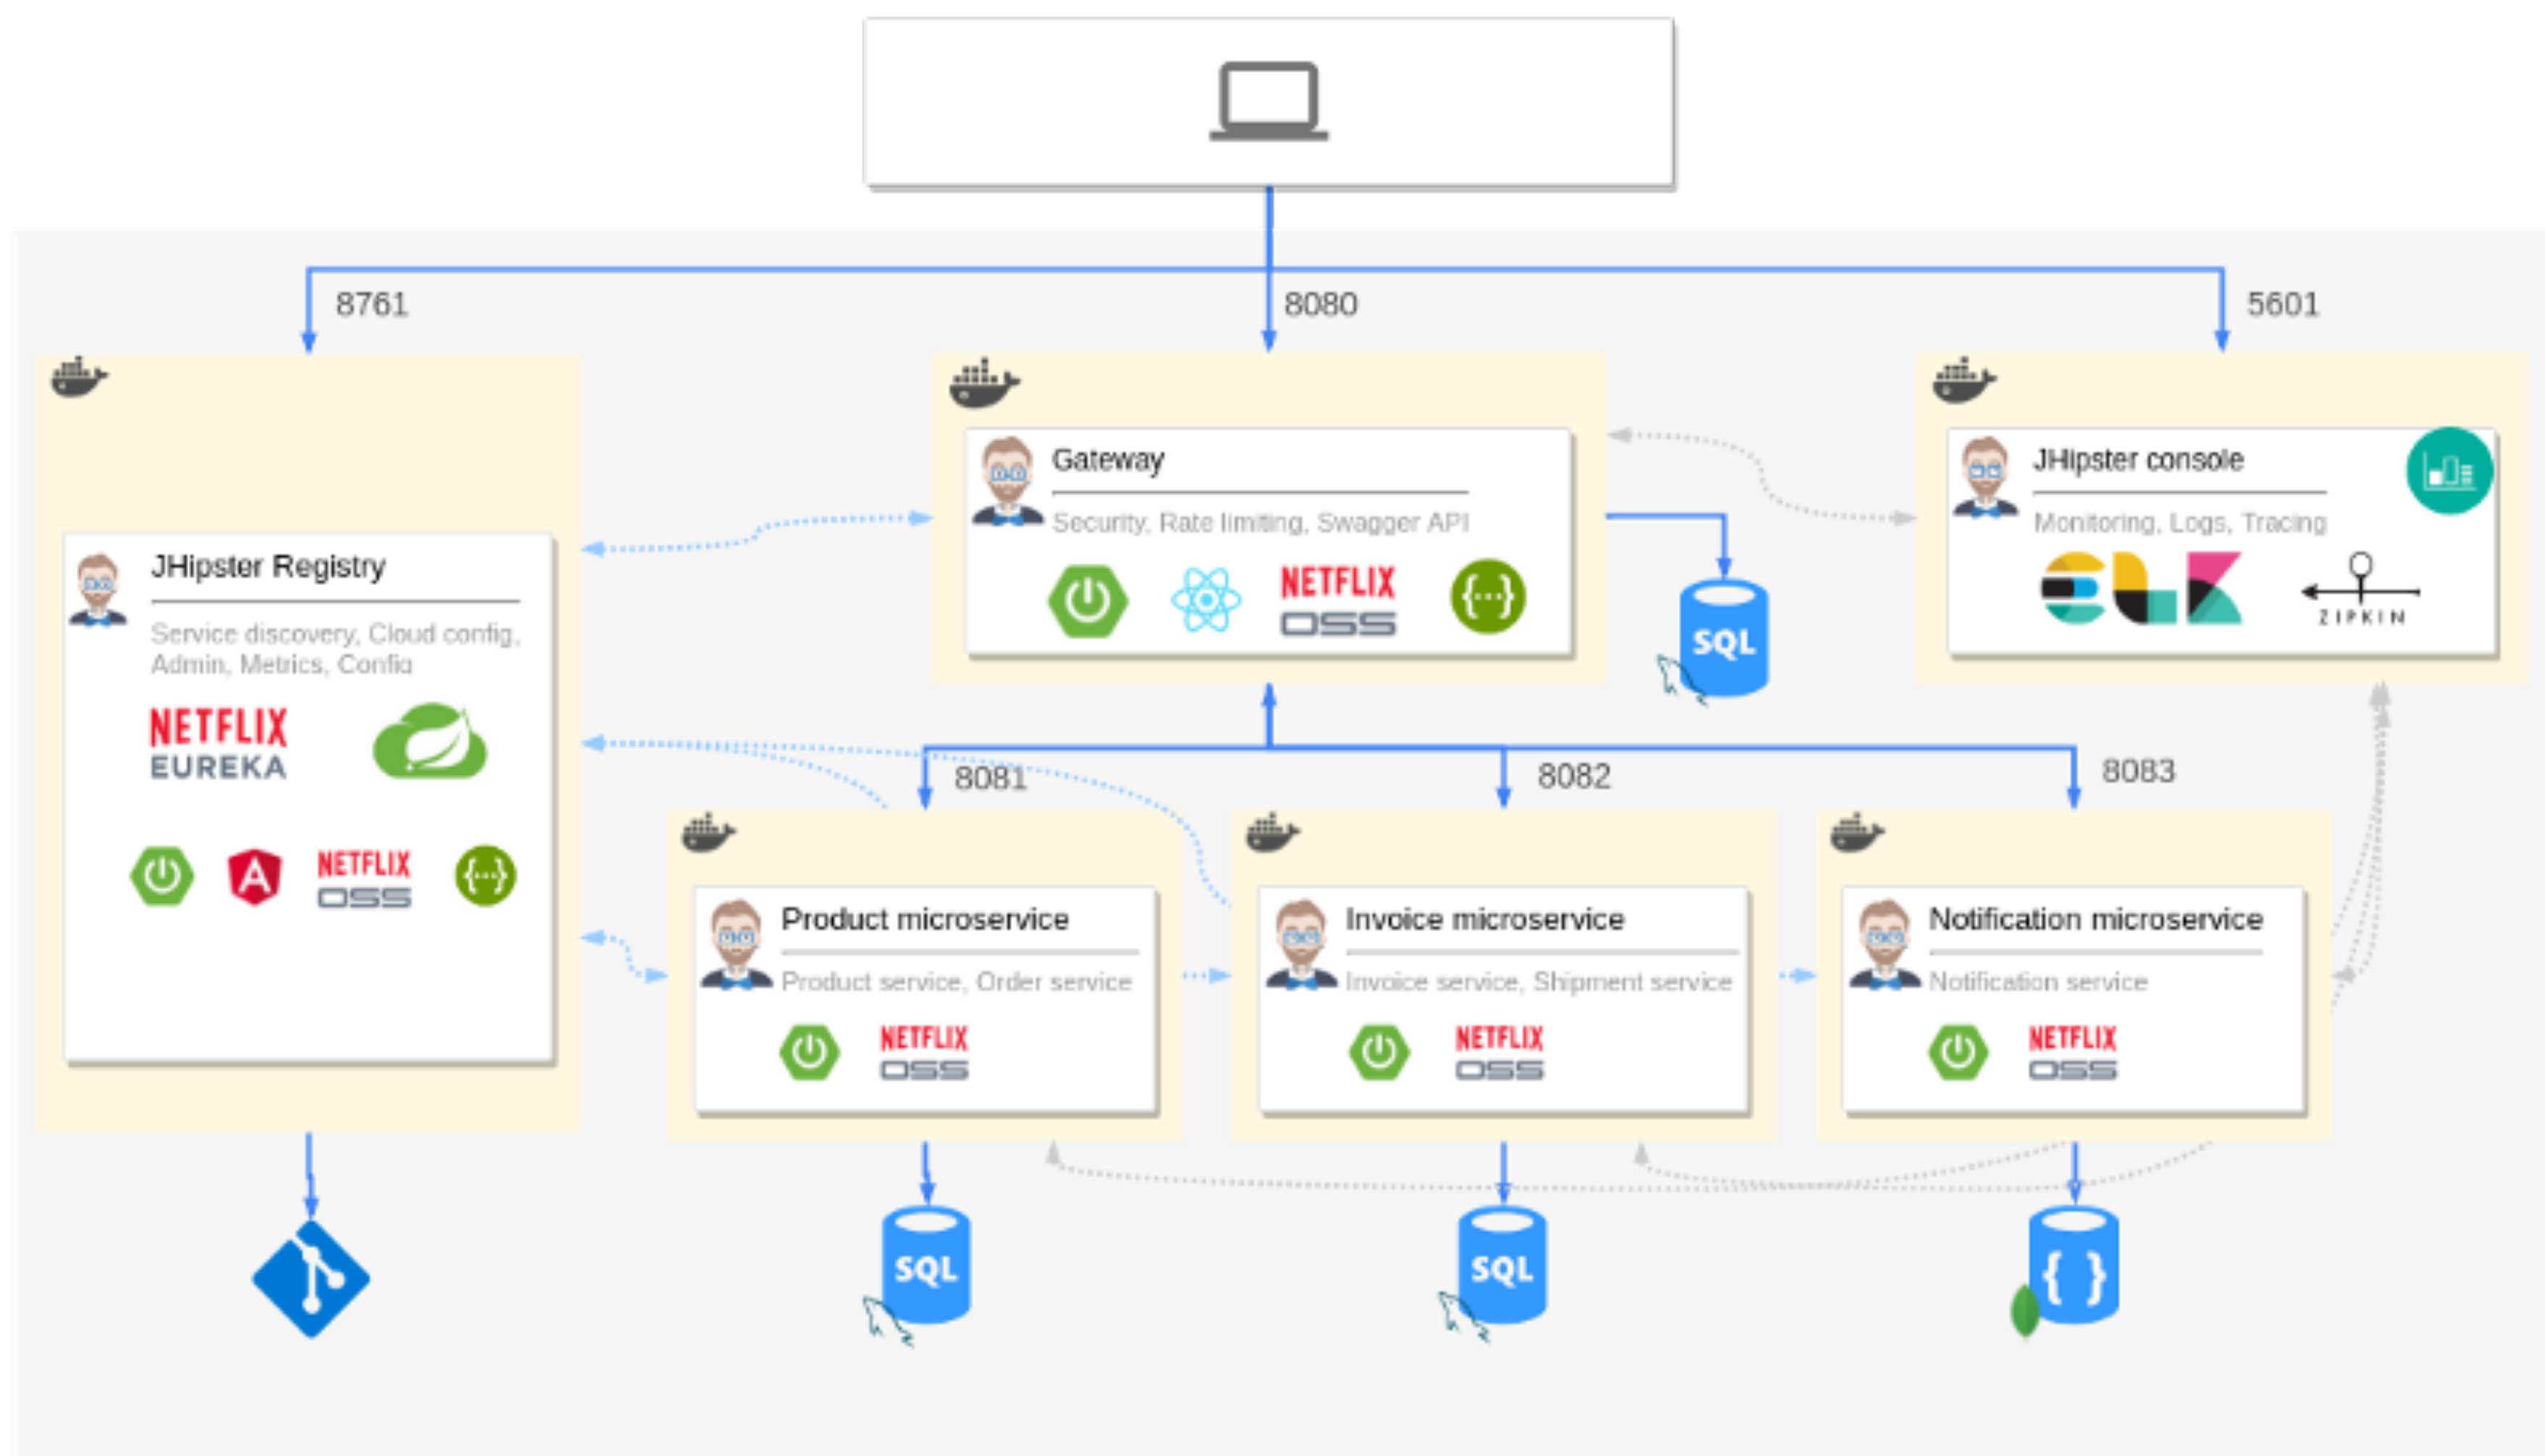 8761
8080
5601
Gateway
Security, Rate limiting, Swagger API
NETFLIX
OSS
{···}
SQL
JHipster console
Monitoring, Logs, Tracing
ZIPKIN
JHipster Registry
Service discovery, Cloud config,
Admin, Metrics, Config
NETFLIX
EUREKA
A
NETFLIX
OSS
{···}
8081
8082
8083
Product microservice
Product service, Order service
NETFLIX
OSS
Invoice microservice
Invoice service, Shipment service
NETFLIX
OSS
Notification microservice
Notification service
NETFLIX
OSS
SQL
SQL
{ }